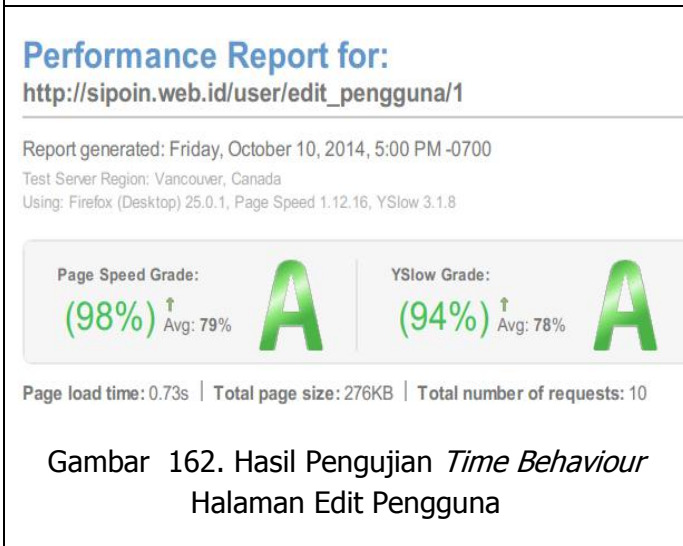 Performance Report for:
http://sipoin.web.id/user/edit_pengguna/1
Report generated: Friday, October 10, 2014, 5:00 PM -0700
Test Server Region: Vancouver, Canada
Using: Firefox (Desktop) 25.0.1, Page Speed 1.12.16, YSlow 3.1.8
Page Speed Grade:
(98%) ↑ Avg: 79% A
YSlow Grade:
(94%) ↑ Avg: 78% A
Page load time: 0.73s | Total page size: 276KB | Total number of requests: 10
Gambar 162. Hasil Pengujian Time Behaviour
Halaman Edit Pengguna